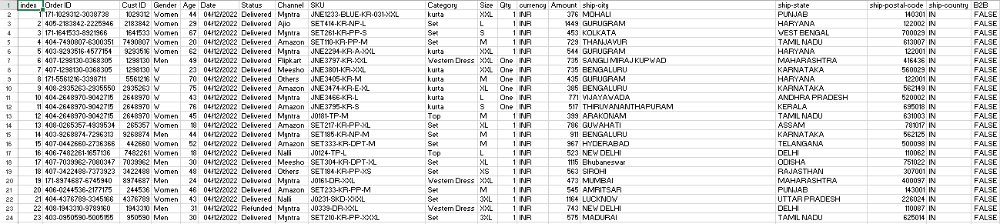 index Order ID Cust ID Gender Age Date Status Channel SKU Category Size Qty currency Amount ship-city ship-state ship-postal-code ship-country B2B
1 1 171-1029312-3038738 1029312 Women 44 04/12/2022 Delivered Myntra JNE1233-BLUE-KR-031-XXL kurta XXL 1 INR 376 MOHALI PUNJAB 140301 IN FALSE
2 2 405-2183842-2225946 2183842 Women 29 04/12/2022 Delivered Ajio SET414-KR-NP-L Set L 1 INR 1449 GURUGRAM HARYANA 122002 IN FALSE
3 3 171-1641533-8921966 1641533 Women 67 04/12/2022 Delivered Myntra SET261-KR-PP-S Set S 1 INR 453 KOLKATA WEST BENGAL 700029 IN FALSE
4 4 404-7490807-6300351 7490807 Women 20 04/12/2022 Delivered Amazon SET110-KR-PP-M Set M 1 INR 729 THANJAVUR TAMIL NADU 613007 IN FALSE
5 5 403-9293516-4577154 9293516 Women 62 04/12/2022 Delivered Myntra JNE2294-KR-A-XXL kurta XXL 1 INR 544 GURUGRAM HARYANA 122001 IN FALSE
7 6 407-1298130-0368305 1298130 Men 49 04/12/2022 Delivered Flipkart JNE3797-KR-XXL Western Dress XXL One INR 735 SANGLI MIRAJ KUPWAD MAHARASHTRA 416436 IN FALSE
8 7 407-1298130-0368305 1298130 W 23 04/12/2022 Delivered Meesho JNE3801-KR-XXL kurta XXL One INR 735 BENGALURU KARNATAKA 560029 IN FALSE
9 8 171-5561216-3398711 5561216 W 70 04/12/2022 Delivered Others JNE3405-KR-M kurta M One INR 435 GURUGRAM HARYANA 122001 IN FALSE
10 9 408-2935263-2935550 2935263 W 75 04/12/2022 Delivered Amazon JNE3474-KR-E-XL kurta XL One INR 385 BENGALURU KARNATAKA 562149 IN FALSE
11 10 404-2648970-9042715 2648970 W 43 04/12/2022 Delivered Myntra JNE3466-KR-L kurta L One INR 771 VIJAYAWADA ANDHRA PRADESH 520002 IN FALSE
12 11 404-2648970-9042715 2648970 W 76 04/12/2022 Delivered Amazon JNE3795-KR-S kurta S One INR 517 THIRUVANANTHAPURAM KERALA 695018 IN FALSE
13 12 404-2648970-9042715 2648970 Women 45 04/12/2022 Delivered Myntra J0181-TP-M Top M 1 INR 399 ARAKONAM TAMIL NADU 631003 IN FALSE
14 13 408-0265357-4939534 265357 Women 18 04/12/2022 Delivered Amazon SET217-KR-PP-XL Set XL 1 INR 786 GUWAHATI ASSAM 781017 IN FALSE
15 14 403-9268874-7296313 9268874 Men 44 04/12/2022 Delivered Myntra SET185-KR-NP-M Set M 1 INR 911 BENGALURU KARNATAKA 562125 IN FALSE
16 15 407-0442660-2736366 442660 Women 52 04/12/2022 Delivered Amazon SET333-KR-DPT-M Set M 1 INR 967 HYDERABAD TELANGANA 500098 IN FALSE
17 16 406-7482261-1657136 7482261 Women 18 04/12/2022 Delivered Nalli J0124-TP-L Top L 1 INR 523 NEW DELHI DELHI 110062 IN FALSE
18 17 407-7039962-7080347 7039962 Men 30 04/12/2022 Delivered Meesho SET304-KR-DPT-XL Set XL 1 INR 1115 Bhubaneswar ODISHA 751022 IN FALSE
19 18 407-3422488-7373923 3422488 Women 48 04/12/2022 Delivered Others SET184-KR-PP-XS Set XS 1 INR 563 SIROHI RAJASTHAN 307001 IN FALSE
20 19 171-8974687-6745940 8974687 Men 24 04/12/2022 Delivered Myntra J0161-DR-XXL Western Dress XXL 1 INR 473 MUMBAI MAHARASHTRA 400097 IN FALSE
21 20 406-0244536-2177175 244536 Women 46 04/12/2022 Delivered Amazon SET233-KR-PP-M Set M 1 INR 545 AMRITSAR PUNJAB 143001 IN FALSE
22 21 404-4376789-3345166 4376789 Women 43 04/12/2022 Delivered Nalli J0231-SKD-XXXL Set 3XL 1 INR 1164 LUCKNOW UTTAR PRADESH 226024 IN FALSE
23 22 408-1943310-9789160 1943310 Men 31 04/12/2022 Refunded Myntra J0339-DR-XXL Western Dress XXL 1 INR 743 NEW DELHI DELHI 110087 IN FALSE
24 23 403-0950590-5005155 950590 Men 30 04/12/2022 Delivered Myntra SET210-KR-PP-XXXL Set 3XL 1 INR 575 MADURAI TAMIL NADU 625014 IN FALSE